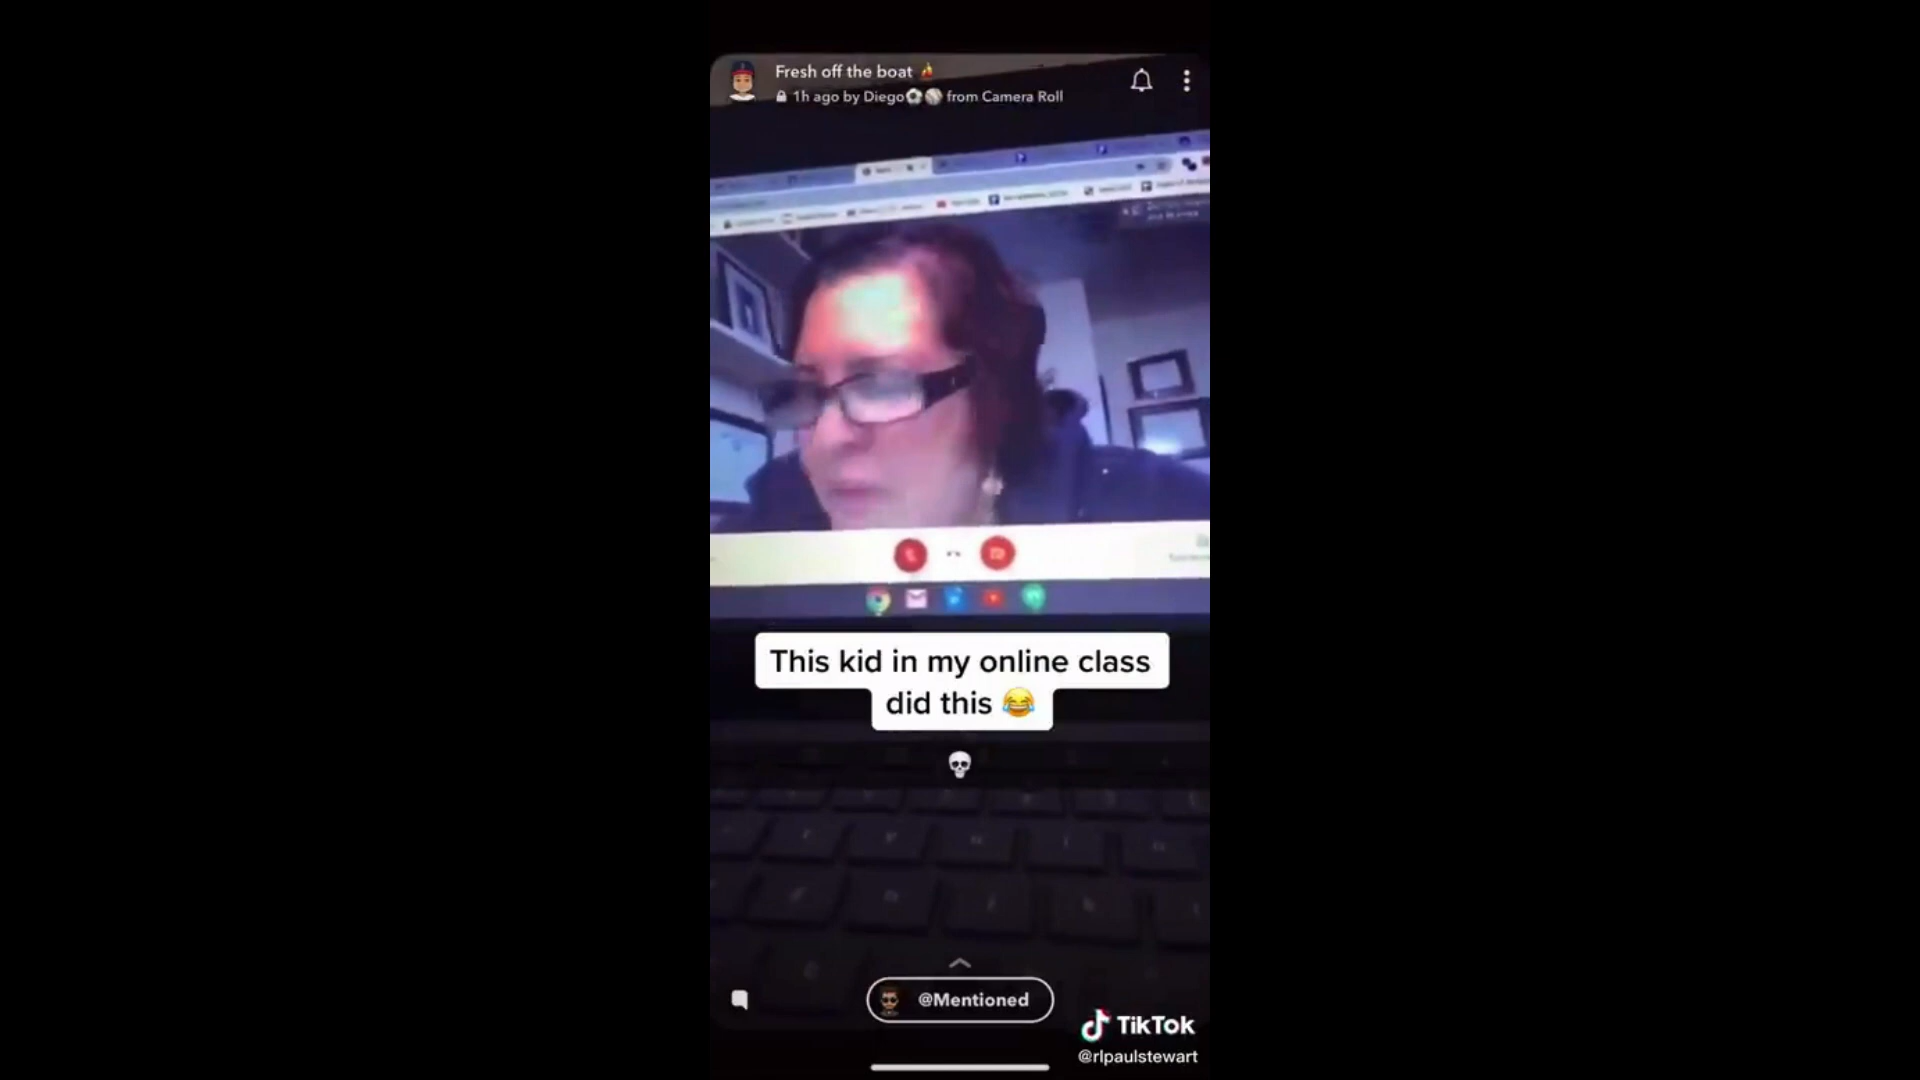 Fresh off the boat
1h ago by Diego⚽⚾ from Camera Roll
This kid in my online class
did this 😂
💀
@Mentioned
TikTok
@rlpaulstewart